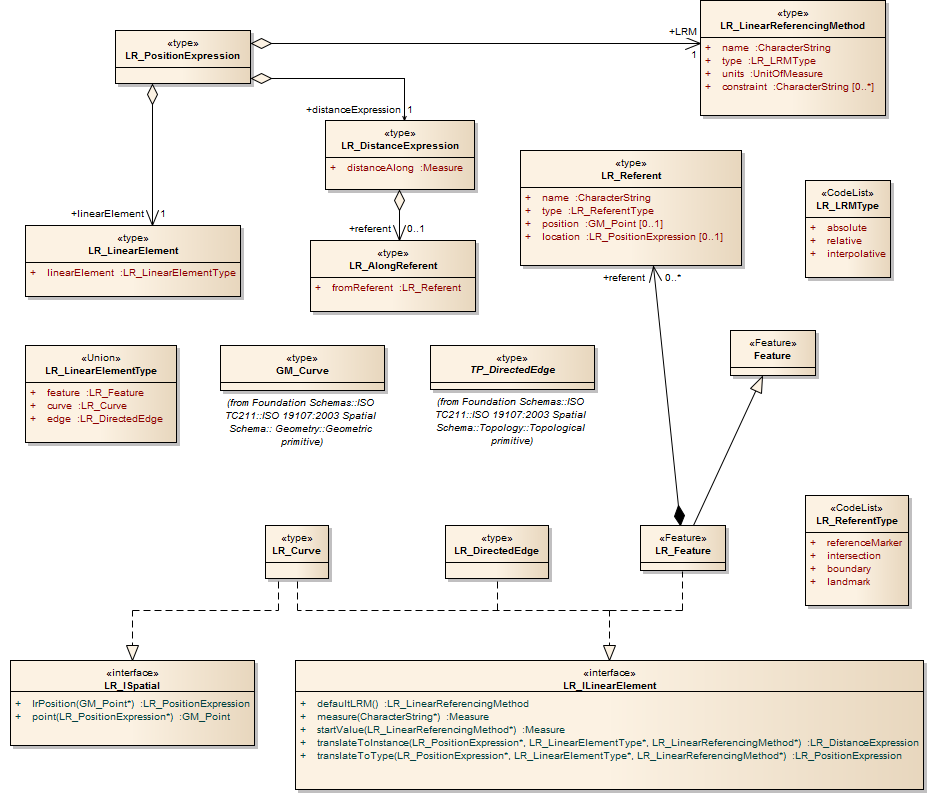 «type»
LR_PositionExpression
+LRM
1
«type»
LR_LinearReferencingMethod
+ name :CharacterString
+ type :LR_LRMType
+ units :UnitOfMeasure
+ constraint :CharacterString [0..*]
+distanceExpression 1
«type»
LR_DistanceExpression
+ distanceAlong :Measure
«type»
LR_Referent
+ name :CharacterString
+ type :LR_ReferentType
+ position :GM_Point [0..1]
+ location :LR_PositionExpression [0..1]
«CodeList»
LR_LRMType
+ absolute
+ relative
+ interpolative
+linearElement 1
«type»
LR_LinearElement
+ linearElement :LR_LinearElementType
+referent 0..1
«type»
LR_AlongReferent
+ fromReferent :LR_Referent
+referent 0..*
«Feature»
Feature
«Union»
LR_LinearElementType
+ feature :LR_Feature
+ curve :LR_Curve
+ edge :LR_DirectedEdge
«type»
GM_Curve
(from Foundation Schemas::ISO
TC211::ISO 19107:2003 Spatial
Schema:: Geometry::Geometric
primitive)
«type»
TP_DirectedEdge
(from Foundation Schemas::ISO
TC211::ISO 19107:2003 Spatial
Schema::Topology::Topological
primitive)
«type»
LR_Curve
«type»
LR_DirectedEdge
«Feature»
LR_Feature
«CodeList»
LR_ReferentType
+ referenceMarker
+ intersection
+ boundary
+ landmark
«interface»
LR_ISpatial
+ lrPosition(GM_Point*) :LR_PositionExpression
+ point(LR_PositionExpression*) :GM_Point
«interface»
LR_ILinearElement
+ defaultLRM() :LR_LinearReferencingMethod
+ measure(CharacterString*) :Measure
+ startValue(LR_LinearReferencingMethod*) :Measure
+ translateToInstance(LR_PositionExpression*, LR_LinearElementType*, LR_LinearReferencingMethod*) :LR_DistanceExpression
+ translateToType(LR_PositionExpression*, LR_LinearElementType*, LR_LinearReferencingMethod*) :LR_PositionExpression